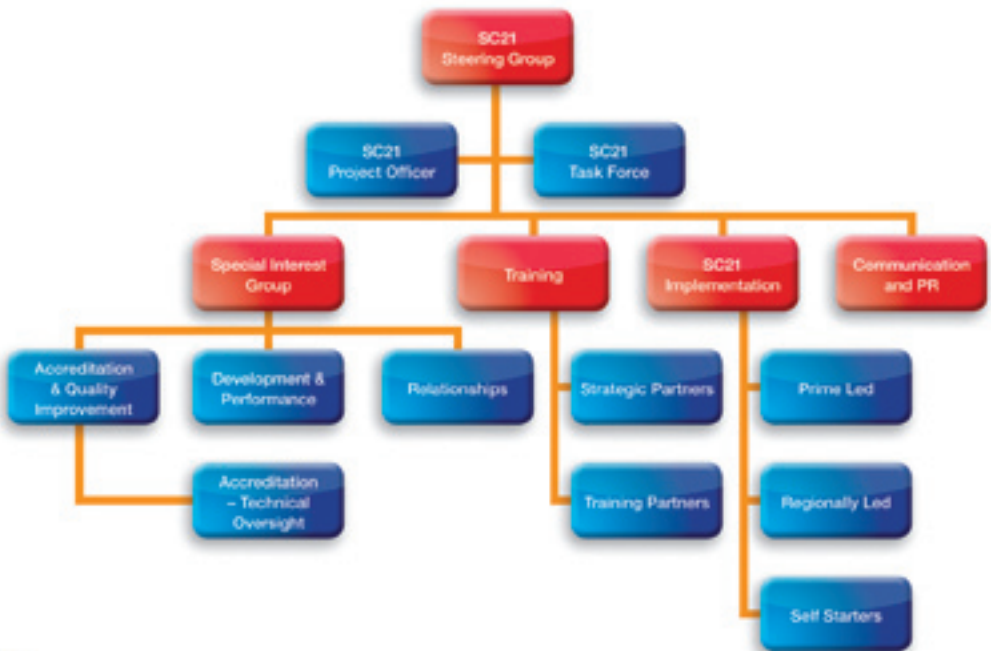 SC21
Steering Group
SC21
Project Officer
SC21
Task Force
Special Interest
Group
Training
SC21
Implementation
Communication
and PR
Accreditation
& Quality
Improvement
Development &
Performance
Relationships
Strategic Partners
Prime Led
Accreditation
– Technical
Oversight
Training Partners
Regionally Led
Self Starters